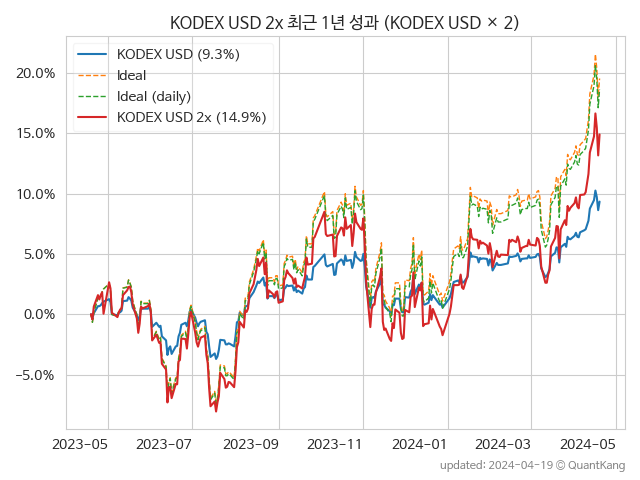 KODEX USD 2x 최근 1년 성과 (KODEX USD × 2)
KODEX USD (9.3%)
Ideal
Ideal (daily)
KODEX USD 2x (14.9%)
20.0%
15.0%
10.0%
5.0%
0.0%
−5.0%
2023-05 2023-07 2023-09 2023-11 2024-01 2024-03 2024-05
updated: 2024-04-19 © QuantKang